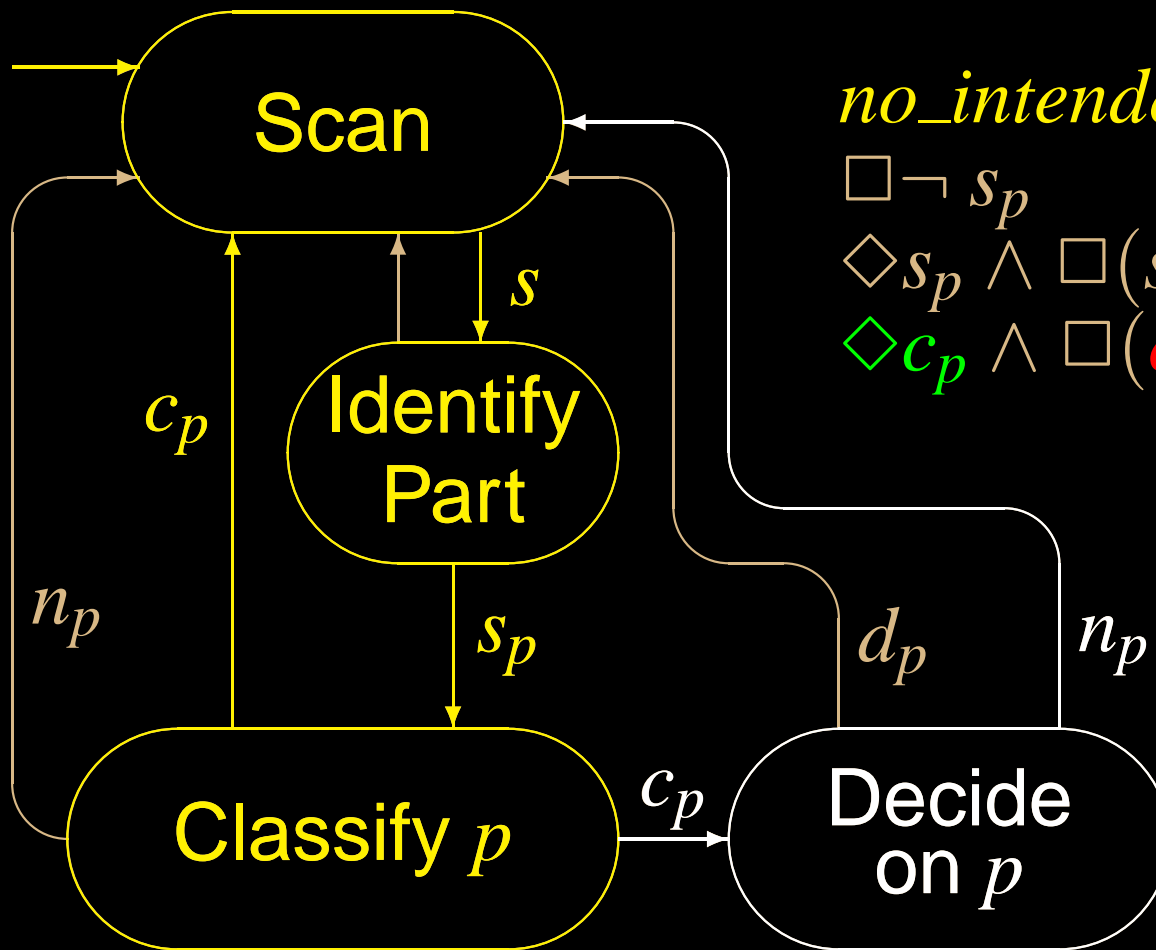 Scan
no_intende
□¬ s_p
◇s_p ∧ □(s
◇c_p ∧ □(
s
Identify
Part
c_p
n_p
s_p
d_p
n_p
c_p
Classify p
Decide
on p